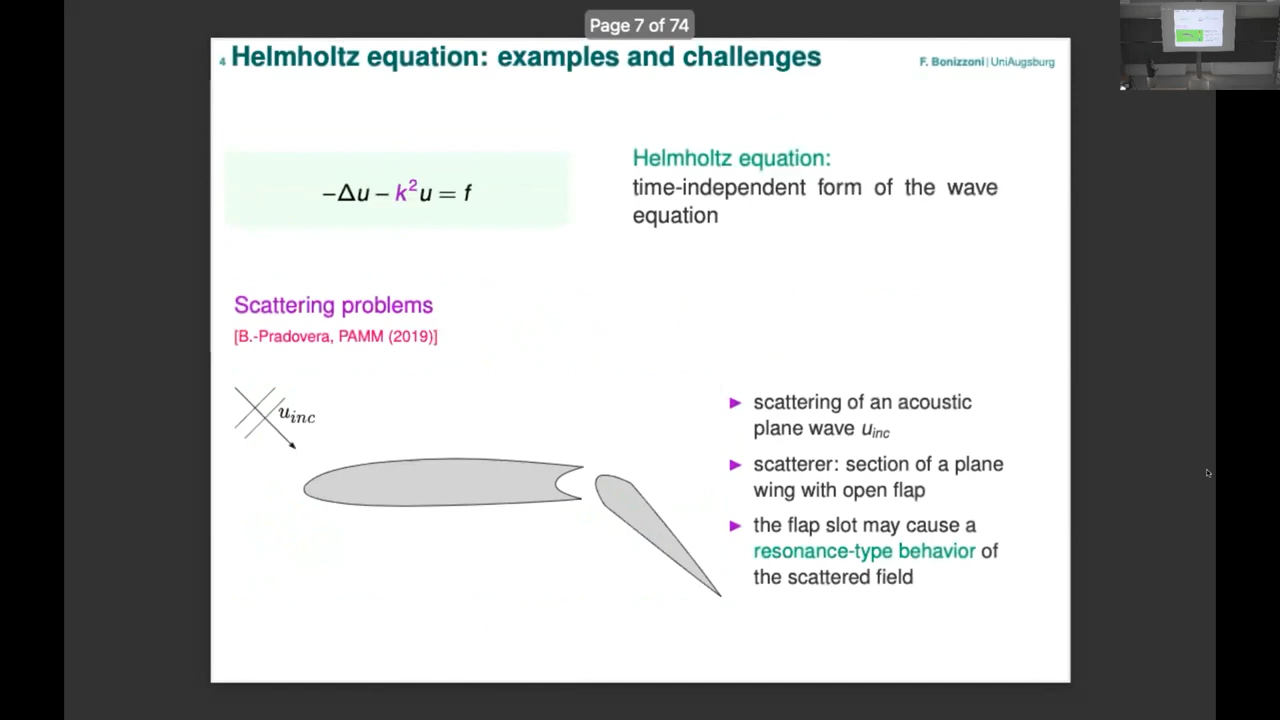 Page 7 of 74
4 Helmholtz equation: examples and challenges
F. Bonizzoni | UniAugsburg
−Δu − k²u = f
Helmholtz equation:
time-independent form of the wave
equation
Scattering problems
[B.-Pradovera, PAMM (2019)]
u_inc
► scattering of an acoustic
plane wave u_inc
► scatterer: section of a plane
wing with open flap
► the flap slot may cause a
resonance-type behavior of
the scattered field